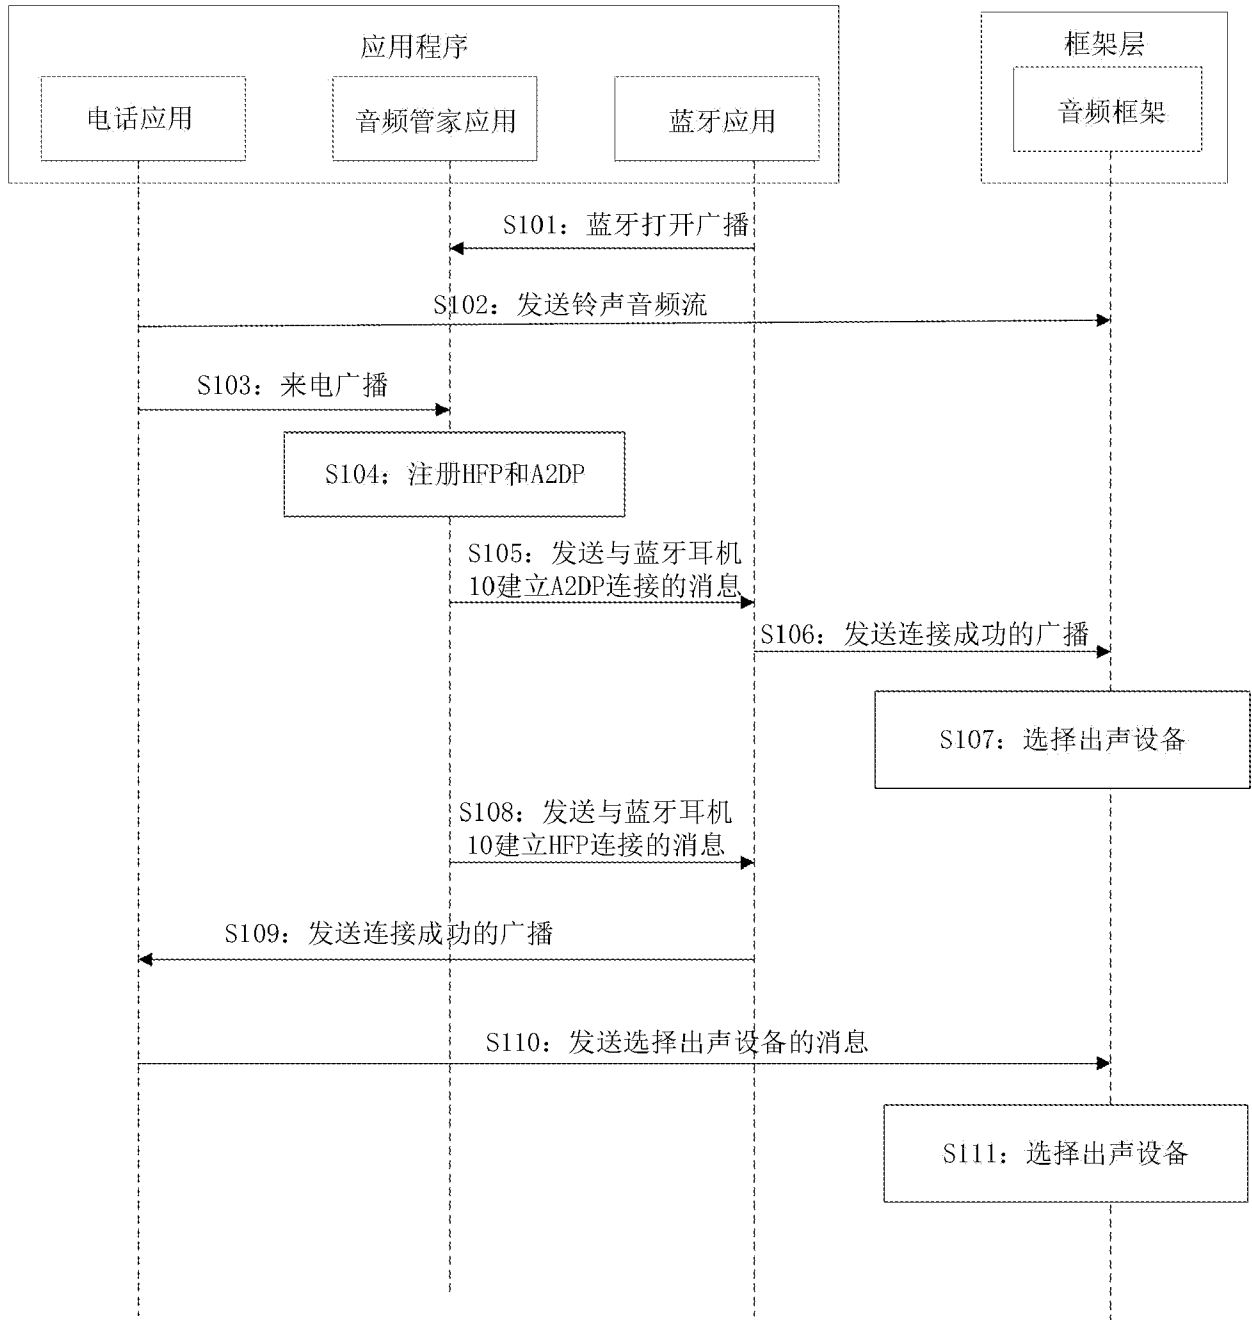 应用程序
框架层
电话应用
音频管家应用
蓝牙应用
音频框架
S101：蓝牙打开广播
S102：发送铃声音频流
S103：来电广播
S104：注册HFP和A2DP
S105：发送与蓝牙耳机
10建立A2DP连接的消息
S106：发送连接成功的广播
S107：选择出声设备
S108：发送与蓝牙耳机
10建立HFP连接的消息
S109：发送连接成功的广播
S110：发送选择出声设备的消息
S111：选择出声设备